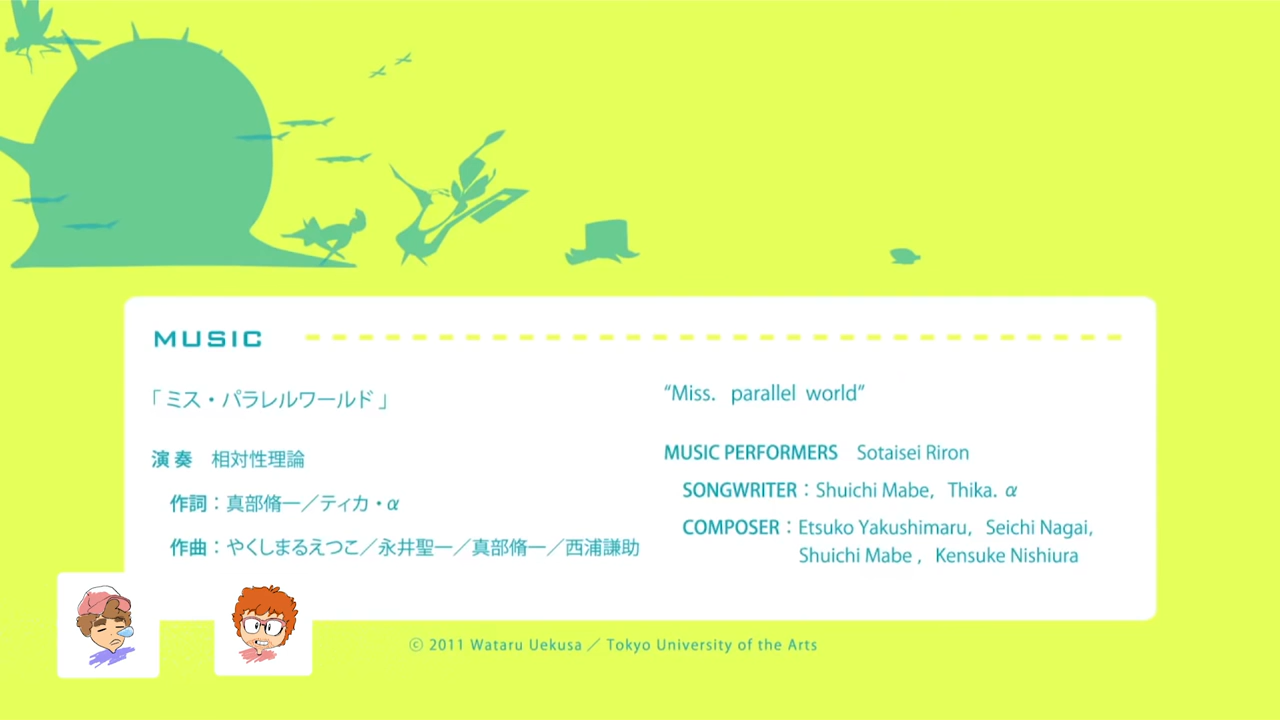 MUSIC
「ミス・パラレルワールド」
演奏 相対性理論
作詞：真部脩一／ティカ・α
作曲：やくしまるえつこ／永井聖一／真部脩一／西浦謙助
“Miss. parallel world”
MUSIC PERFORMERS Sotaisei Riron
SONGWRITER：Shuichi Mabe, Thika. α
COMPOSER：Etsuko Yakushimaru, Seichi Nagai,
Shuichi Mabe , Kensuke Nishiura
© 2011 Wataru Uekusa ／ Tokyo University of the Arts